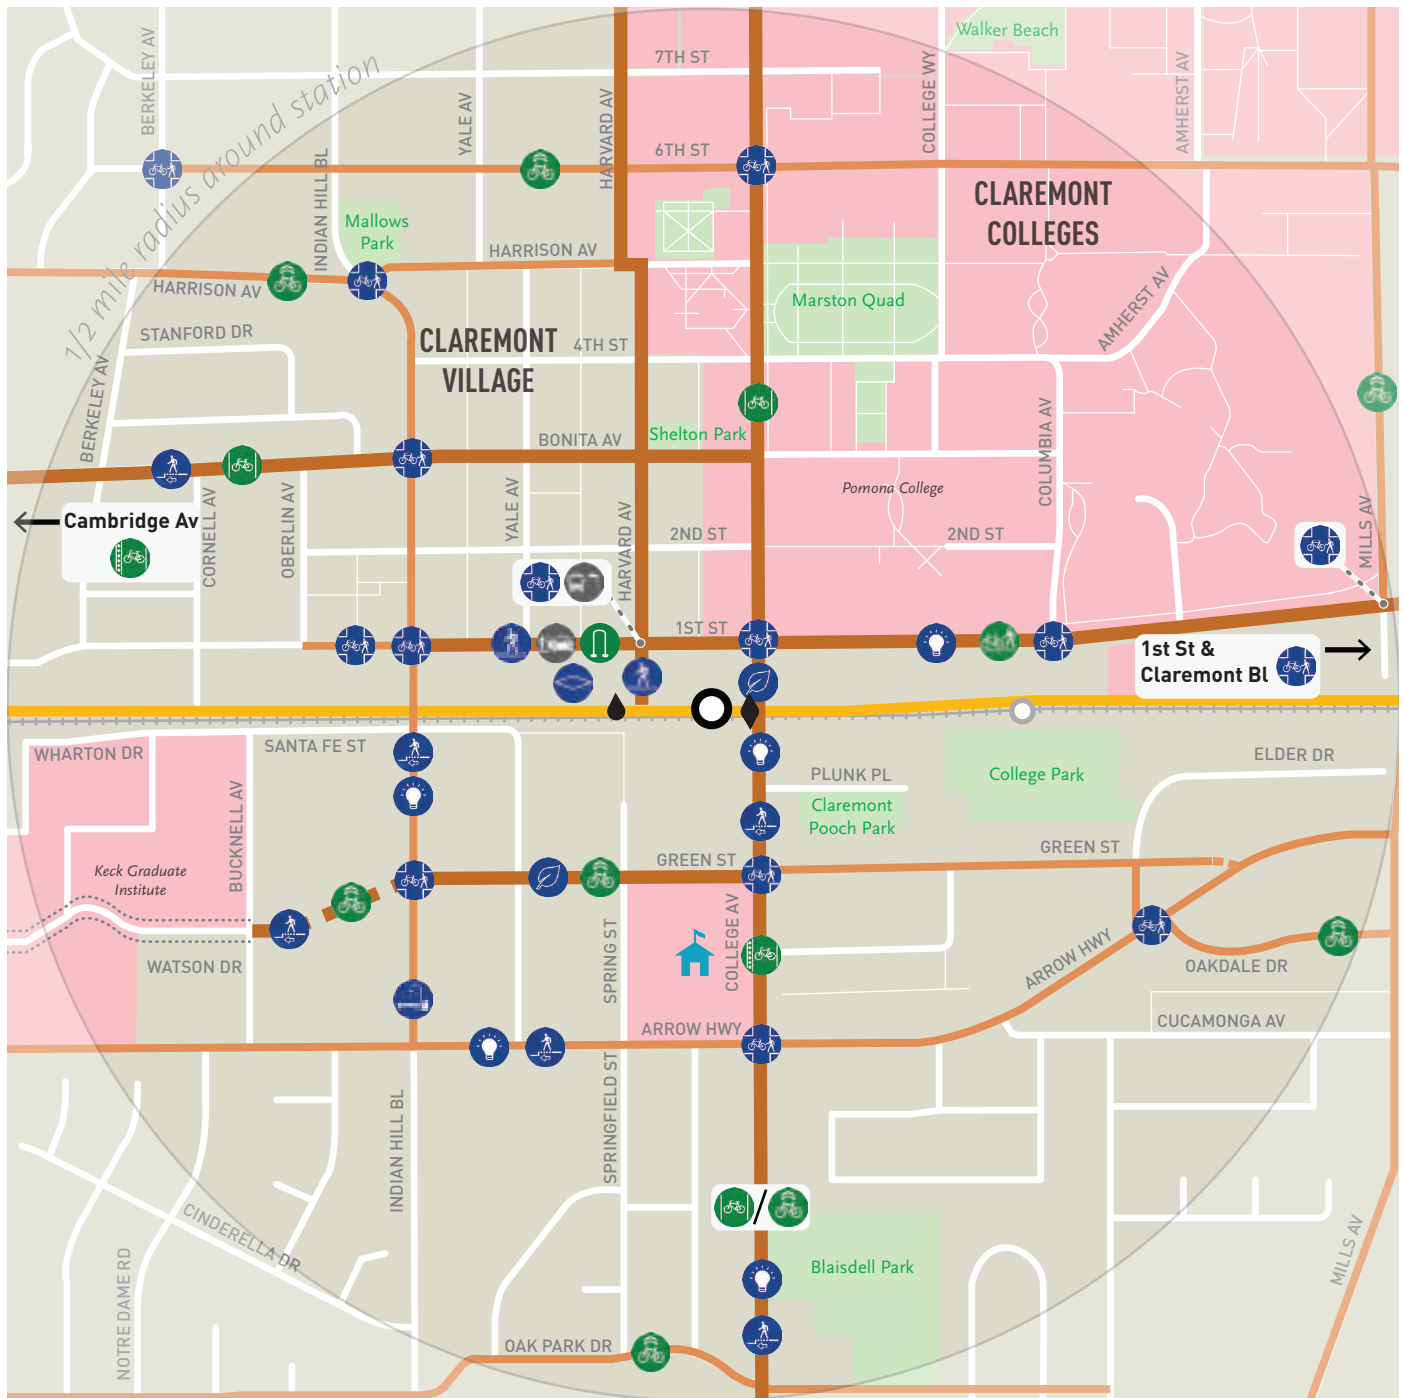 Walker Beach
7TH ST
BERKELEY AV
1/2 mile radius around station
YALE AV
HARVARD AV
COLLEGE WY
AMHERST AV
6TH ST
INDIAN HILL BL
CLAREMONT
COLLEGES
Mallows
Park
HARRISON AV
HARRISON AV
Marston Quad
AMHERST AV
STANFORD DR
CLAREMONT
VILLAGE
4TH ST
BERKELEY AV
Shelton Park
BONITA AV
COLUMBIA AV
Pomona College
Cambridge Av
CORNELL AV
OBERLIN AV
YALE AV
HARVARD AV
2ND ST
2ND ST
MILLS AV
1ST ST
1st St &
Claremont Bl
WHARTON DR
SANTA FE ST
PLUNK PL
College Park
ELDER DR
Claremont
Pooch Park
BUCKNELL AV
GREEN ST
GREEN ST
Keck Graduate
Institute
COLLEGE AV
SPRING ST
ARROW HWY
WATSON DR
OAKDALE DR
ARROW HWY
CUCAMONGA AV
INDIAN HILL BL
SPRINGFIELD ST
/
CINDERELLA DR
NOTRE DAME RD
Blaisdell Park
MILLS AV
OAK PARK DR